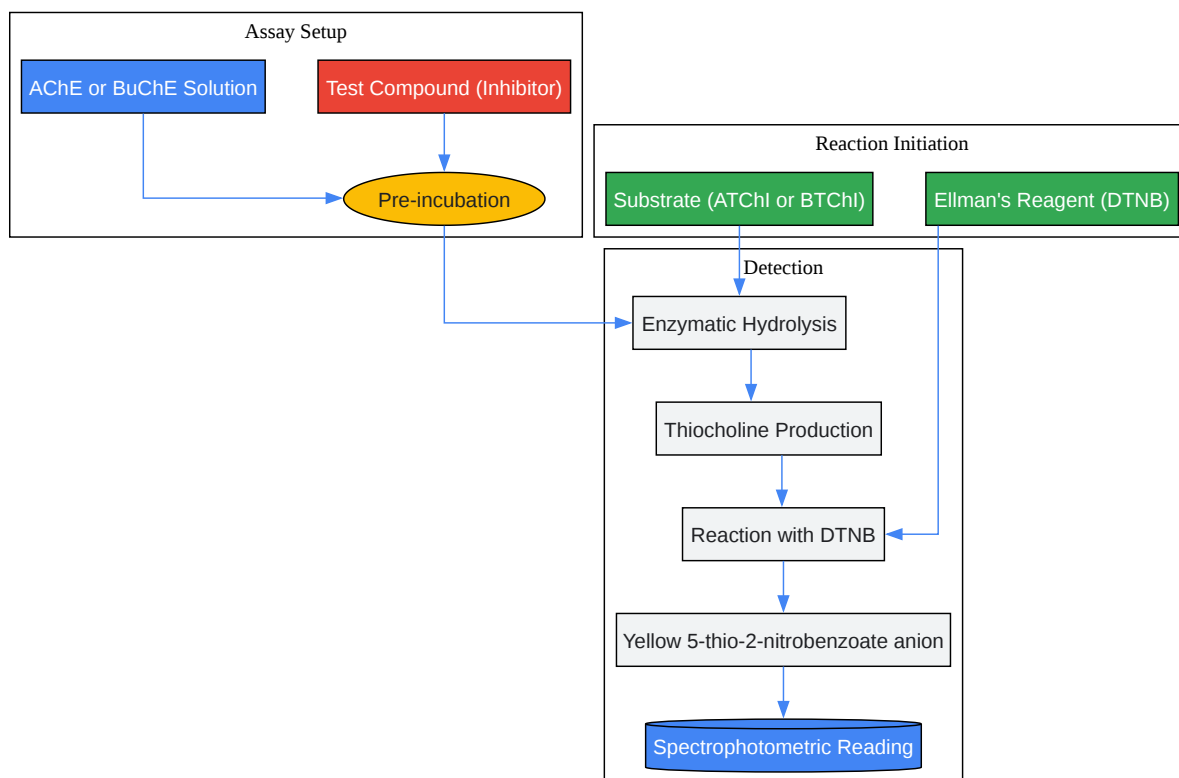 Assay Setup
AChE or BuChE Solution
Test Compound (Inhibitor)
Pre-incubation
Reaction Initiation
Substrate (ATChI or BTChI)
Ellman's Reagent (DTNB)
Detection
Enzymatic Hydrolysis
Thiocholine Production
Reaction with DTNB
Yellow 5-thio-2-nitrobenzoate anion
Spectrophotometric Reading